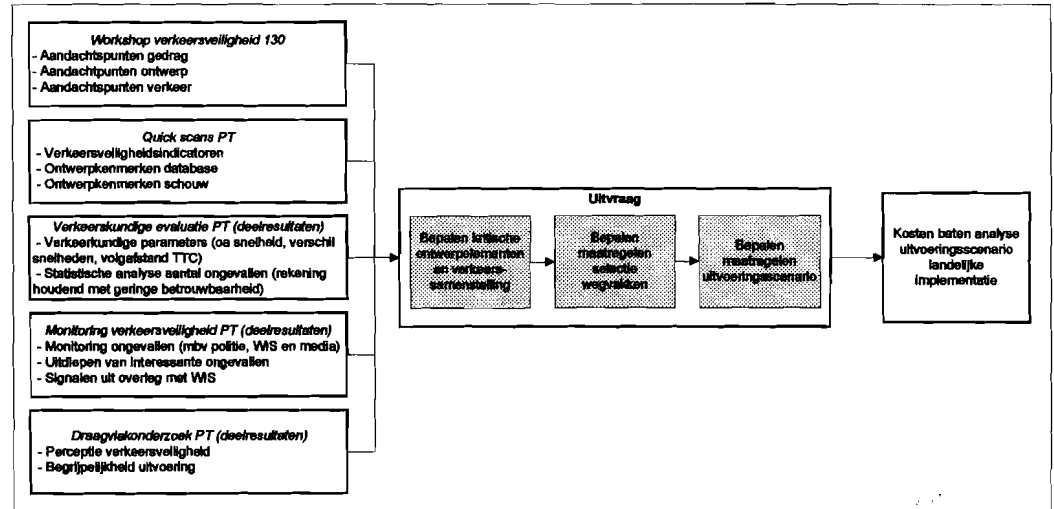 Workshop verkeersveiligheid 130
- Aandachtspunten gedrag
- Aandachtpunten ontwerp
- Aandachtspunten verkeer
Quick scans PT
- Verkeersveiligheidsindicatoren
- Ontwerpkenmerken database
- Ontwerpkenmerken schouw
Verkeerskundige evaluatie PT (deelresultaten)
- Verkeerkundige parameters (oa snelheid, verschil
snelheden, volgafstand TTC)
- Statistische analyse aantal ongevallen (rekening
houdend met geringe betrouwbaarheid)
Monitoring verkeersveiligheid PT (deelresultaten)
- Monitoring ongevallen (mbv politie, WIS en media)
- Uitdiepen van interessante ongevallen
- Signalen uit overleg met WIS
Draagvlakonderzoek PT (deelresultaten)
- Perceptie verkeersveiligheid
- Begrijpelijkheid uitvoering
Uitvraag
Bepalen kritische
ontwerpelementen
en verkeers-
samenstelling
Bepalen
maatregelen
selectie
wegvakken
Bepalen
maatregelen
uitvoeringsscenario
Kosten baten analyse
uitvoeringsscenario
landelijke
implementatie